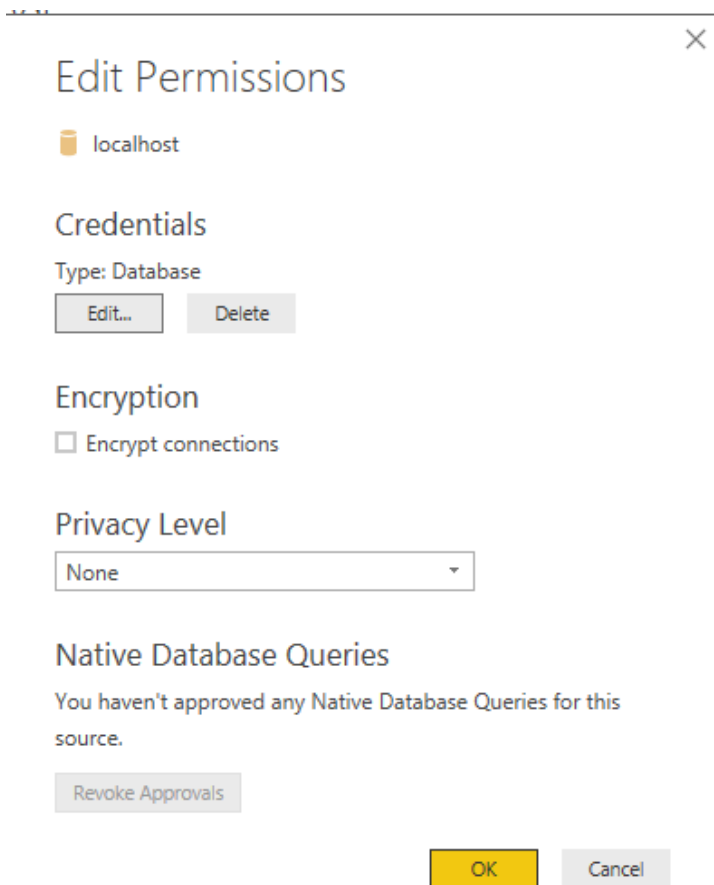 Edit Permissions
localhost
Credentials
Type: Database
Edit...
Delete
Encryption
Encrypt connections
Privacy Level
None
Native Database Queries
You haven't approved any Native Database Queries for this
source.
Revoke Approvals
OK
Cancel